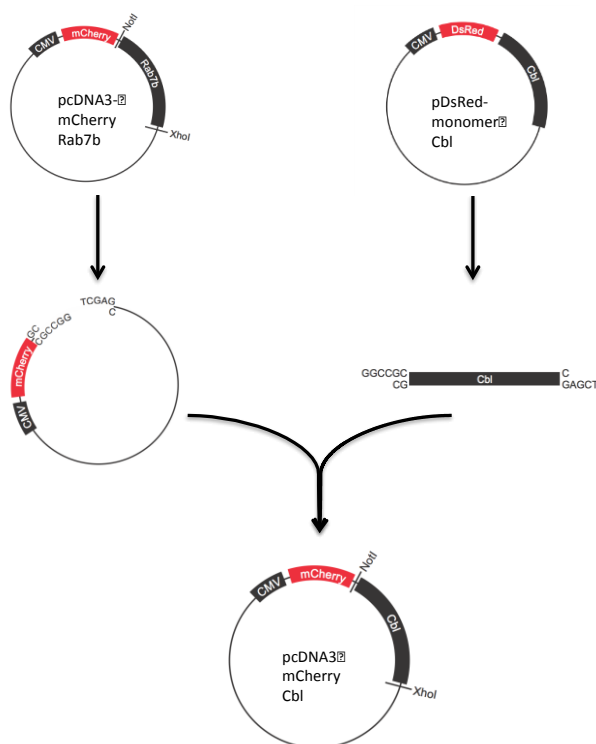 CMV
mCherry
NotI
Rab7b
XhoI
pcDNA3-⍰
mCherry
Rab7b
CMV
DsRed
Cbl
pDsRed-
monomer⍰
Cbl
TCGAG
C
GC
CGCCGG
mCherry
CMV
GGCCGC
CG
Cbl
C
GAGCT
CMV
mCherry
NotI
Cbl
XhoI
pcDNA3⍰
mCherry
Cbl